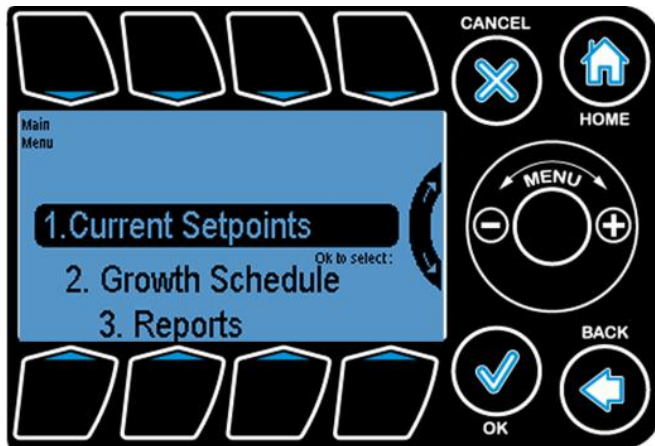 CANCEL
HOME
Main
Menu
MENU
1.Current Setpoints
Ok to select:
2. Growth Schedule
3. Reports
BACK
OK